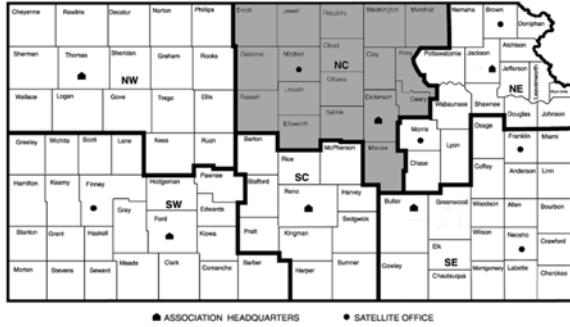 Cheyenne Rawlins Decatur Norton Phillips Smith Jewell Republic Washington Marshall Nemaha Brown Doniphan
Sherman Thomas Sheridan Graham Rooks Osborne Mitchell Cloud Clay Riley Pottawatomie Jackson Atchison
NW NC NE
Jefferson Leavenworth
Ottawa
Lincoln
Wallace Logan Gove Trego Ellis Russell Dickinson Geary Wabaunsee Shawnee
Saline Douglas Johnson
Ellsworth
Greeley Wichita Scott Lane Ness Rush Barton McPherson Marion Morris Osage Franklin Miami
Rice Chase Lyon
SC
Hamilton Kearny Finney Hodgeman Pawnee Stafford Reno Harvey Coffey Anderson Linn
SW
Gray Ford Edwards Sedgwick Butler Greenwood Woodson Allen Bourbon
Stanton Grant Haskell Kiowa Pratt Kingman Elk Wilson Neosho Crawford
SE
Morton Stevens Seward Meade Clark Comanche Barber Harper Sumner Cowley Chautauqua Montgomery Labette Cherokee
ASSOCIATION HEADQUARTERS SATELLITE OFFICE